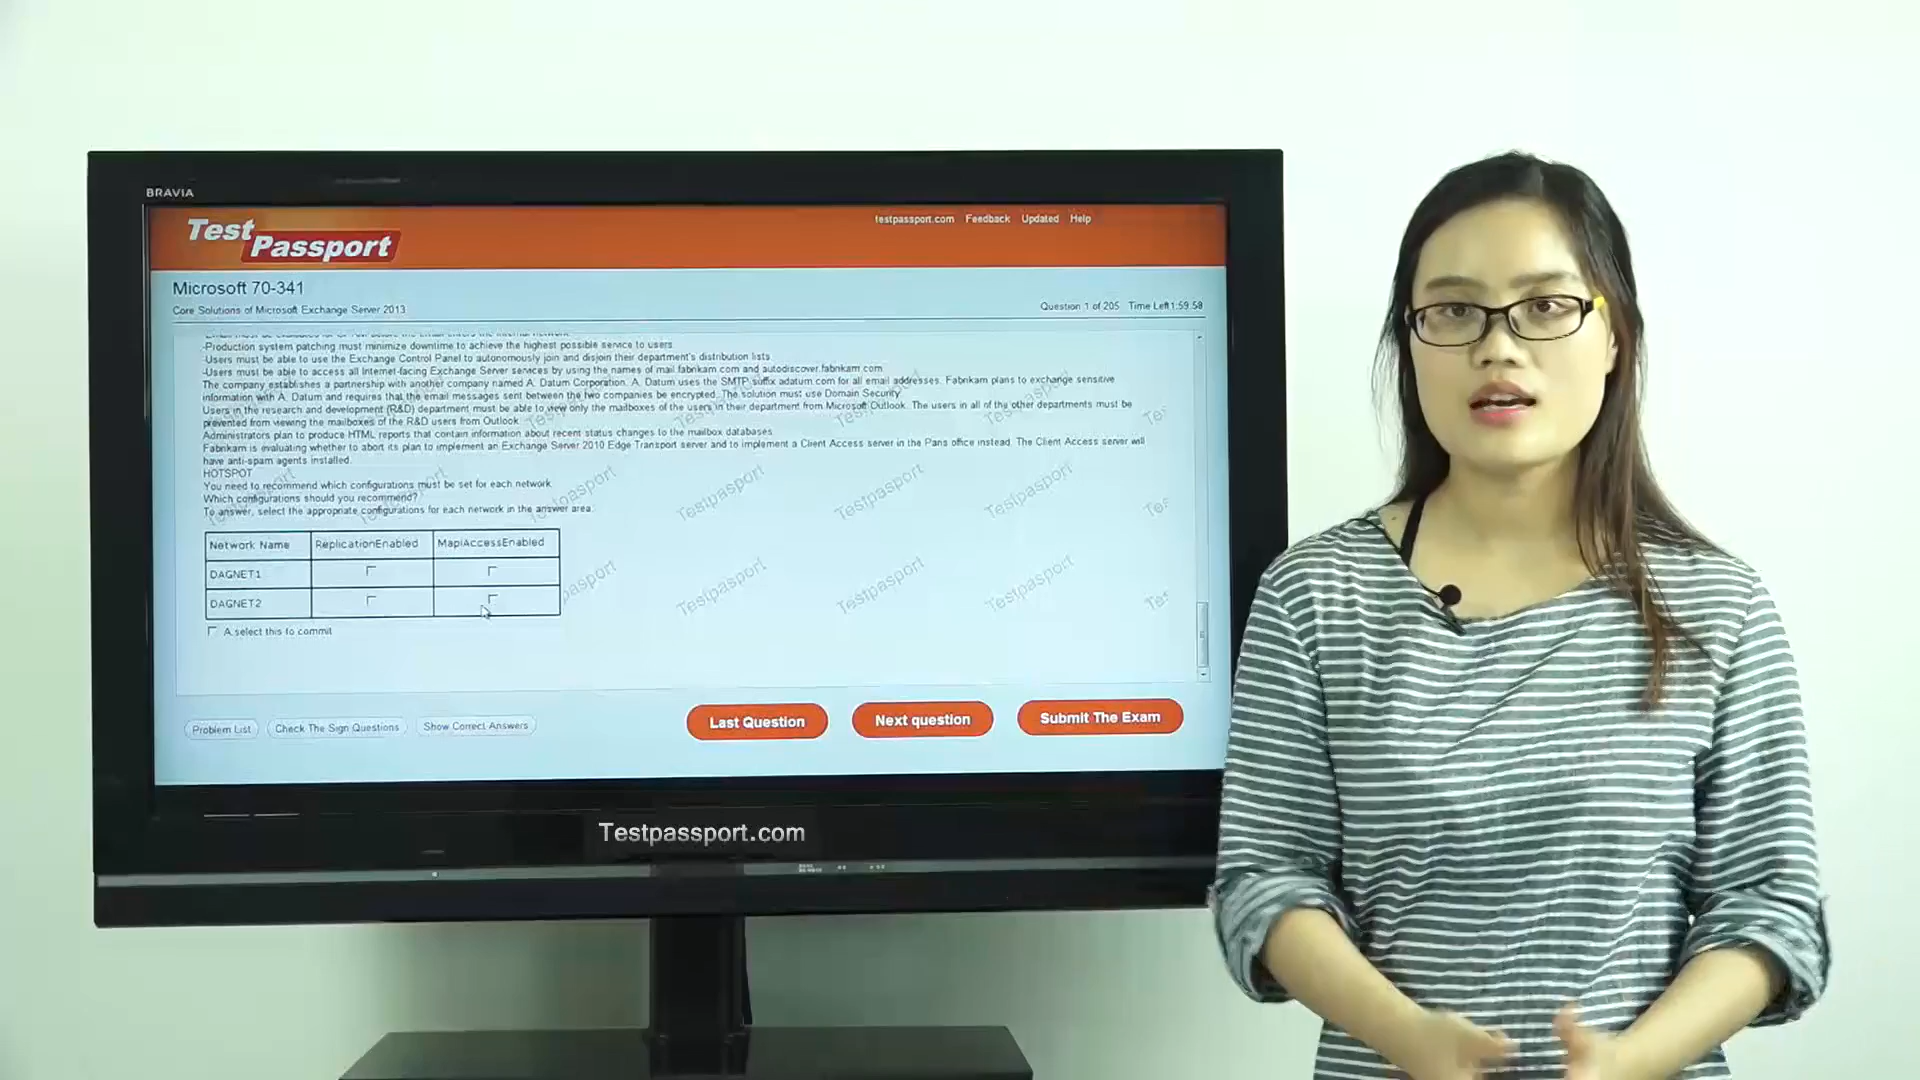 BRAVIA
Test
Passport
testpassport.com Feedback Updated Help
Microsoft 70-341
Core Solutions of Microsoft Exchange Server 2013
Question 1 of 205 Time Left 1:59:58
-Production system patching must minimize downtime to achieve the highest possible service to users
-Users must be able to use the Exchange Control Panel to autonomously join and disjoin their department's distribution lists
-Users must be able to access all Internet-facing Exchange Server services by using the names of mail.fabrikam.com and autodiscover.fabrikam.com
The company establishes a partnership with another company named A. Datum Corporation. A. Datum uses the SMTP suffix adatum.com for all email addresses. Fabrikam plans to exchange sensitive
information with A. Datum and requires that the email messages sent between the two companies be encrypted. The solution must use Domain Security
Users in the research and development (R&D) department must be able to view only the mailboxes of the users in their department from Microsoft Outlook. The users in all of the other departments must be
prevented from viewing the mailboxes of the R&D users from Outlook
Administrators plan to produce HTML reports that contain information about recent status changes to the mailbox databases
Fabrikam is evaluating whether to abort its plan to implement an Exchange Server 2010 Edge Transport server and to implement a Client Access server in the Paris office instead. The Client Access server will
have anti-spam agents installed.
HOTSPOT
You need to recommend which configurations must be set for each network.
Which configurations should you recommend?
To answer, select the appropriate configurations for each network in the answer area.
Network Name ReplicationEnabled MapiAccessEnabled
DAGNET1
DAGNET2
A.select this to commit
Testpassport Testpassport Testpassport
Testpassport Testpassport Testpassport
Problem List Check The Sign Questions Show Correct Answers Last Question Next question Submit The Exam
Testpassport.com